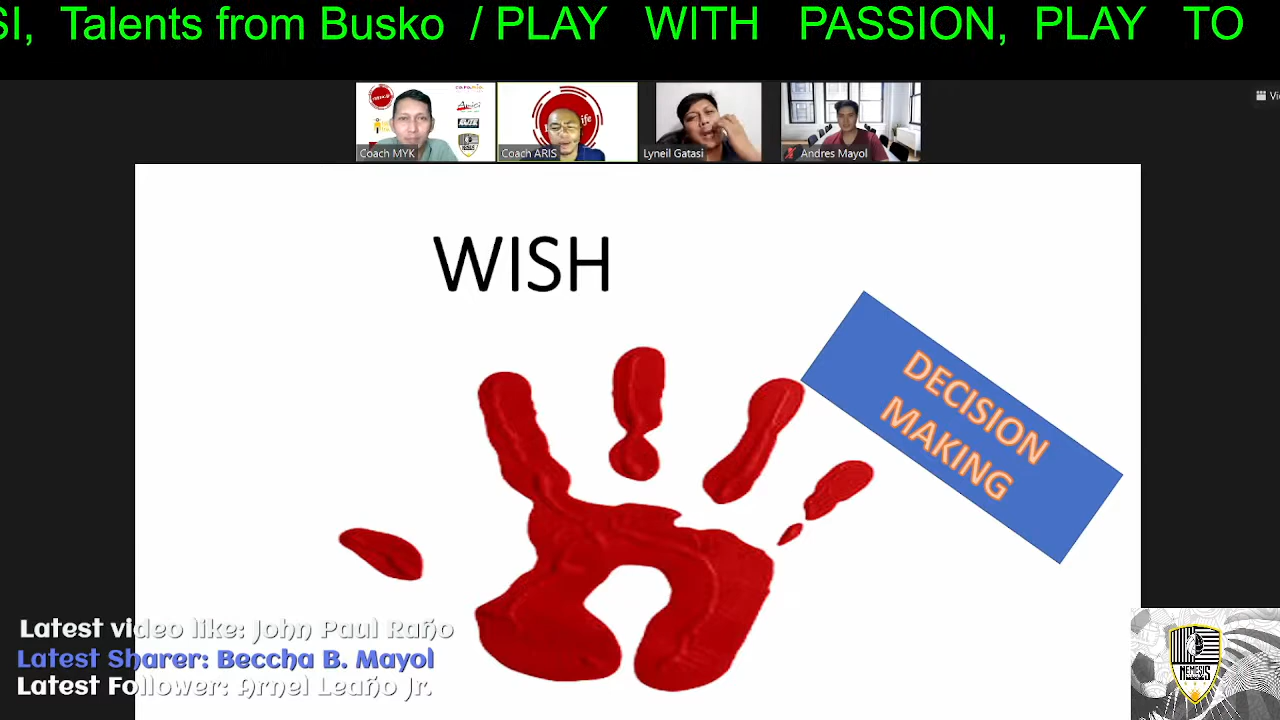 SI, Talents from Busko / PLAY WITH PASSION, PLAY TO
Coach MYK
Coach ARIS
Lyneil Gatasi
Andres Mayol
WISH
DECISION
MAKING
Latest video like: John Paul Raño
Latest Sharer: Beccha B. Mayol
Latest Follower: Arnel Leaño Jr.
NEMESIS